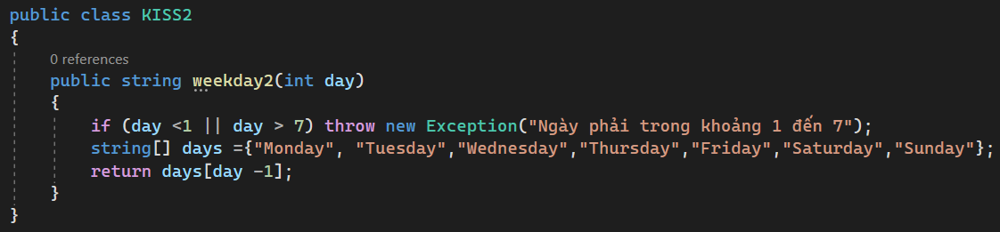 public class KISS2
{
0 references
public string weekday2(int day)
{
if (day <1 || day > 7) throw new Exception("Ngày phải trong khoảng 1 đến 7");
string[] days ={"Monday", "Tuesday","Wednesday","Thursday","Friday","Saturday","Sunday"};
return days[day -1];
}
}